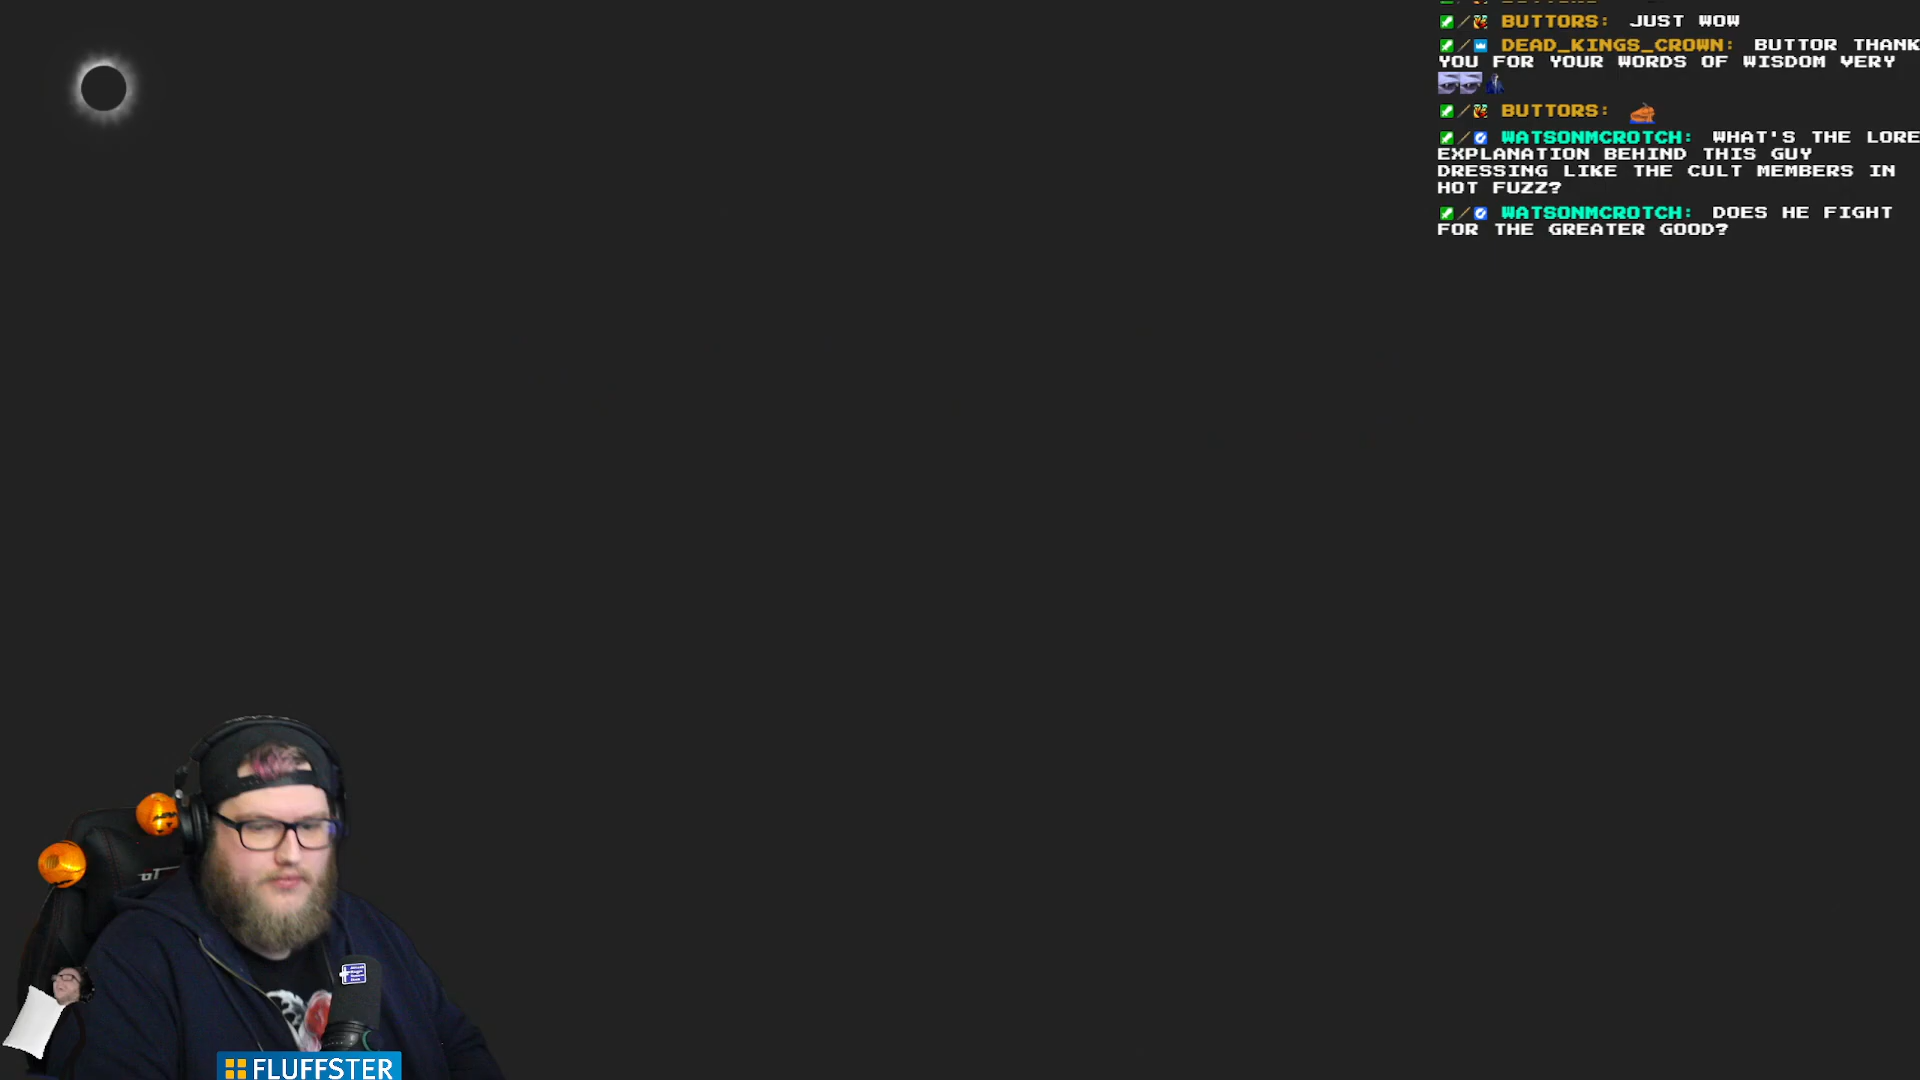 BUTTORS: JUST WOW
DEAD_KINGS_CROWN: BUTTOR THANK
YOU FOR YOUR WORDS OF WISDOM VERY
BUTTORS:
WATSONMCROTCH: WHAT'S THE LORE
EXPLANATION BEHIND THIS GUY
DRESSING LIKE THE CULT MEMBERS IN
HOT FUZZ?
WATSONMCROTCH: DOES HE FIGHT
FOR THE GREATER GOOD?
GT
FLUFFSTER